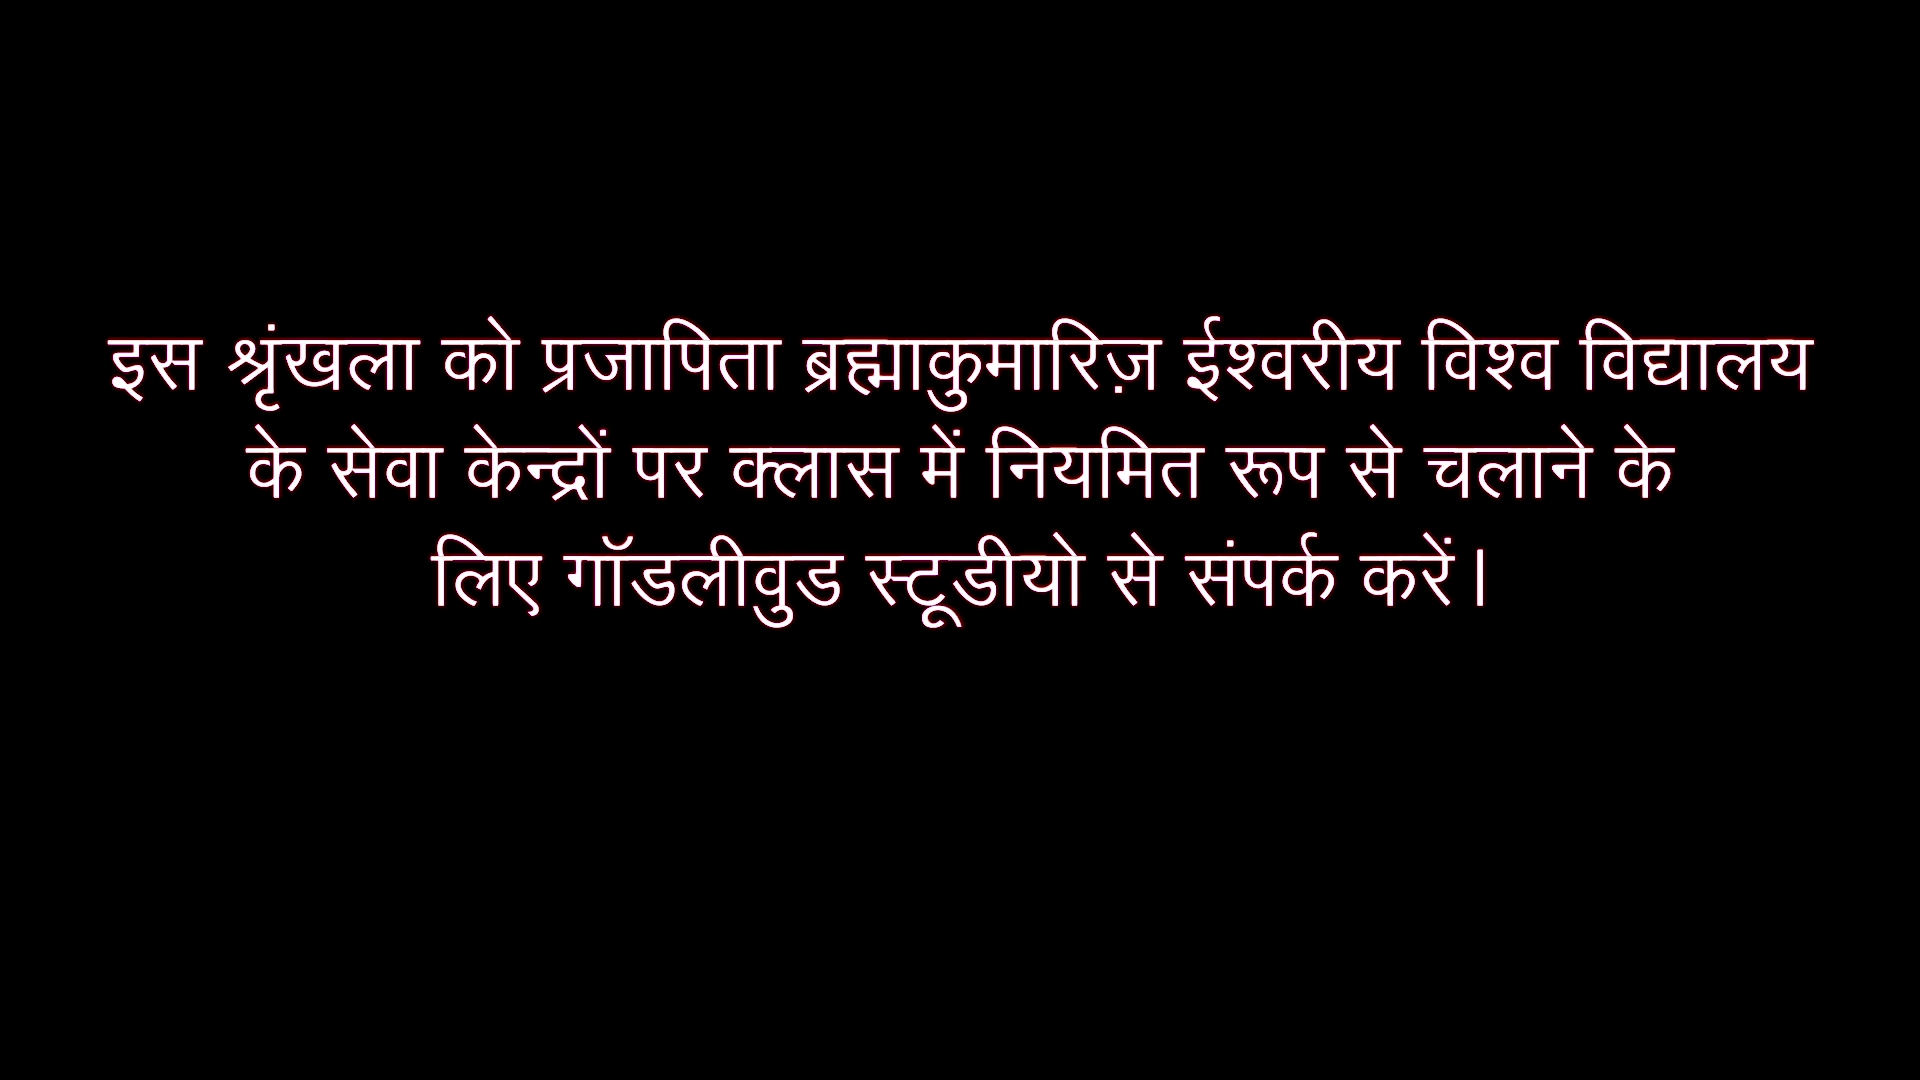 इस श्रृंखला को प्रजापिता ब्रह्माकुमारिज़ ईश्वरीय विश्व विद्यालय
के सेवा केन्द्रों पर क्लास में नियमित रूप से चलाने के
लिए गॉडलीवुड स्टूडीयो से संपर्क करें।